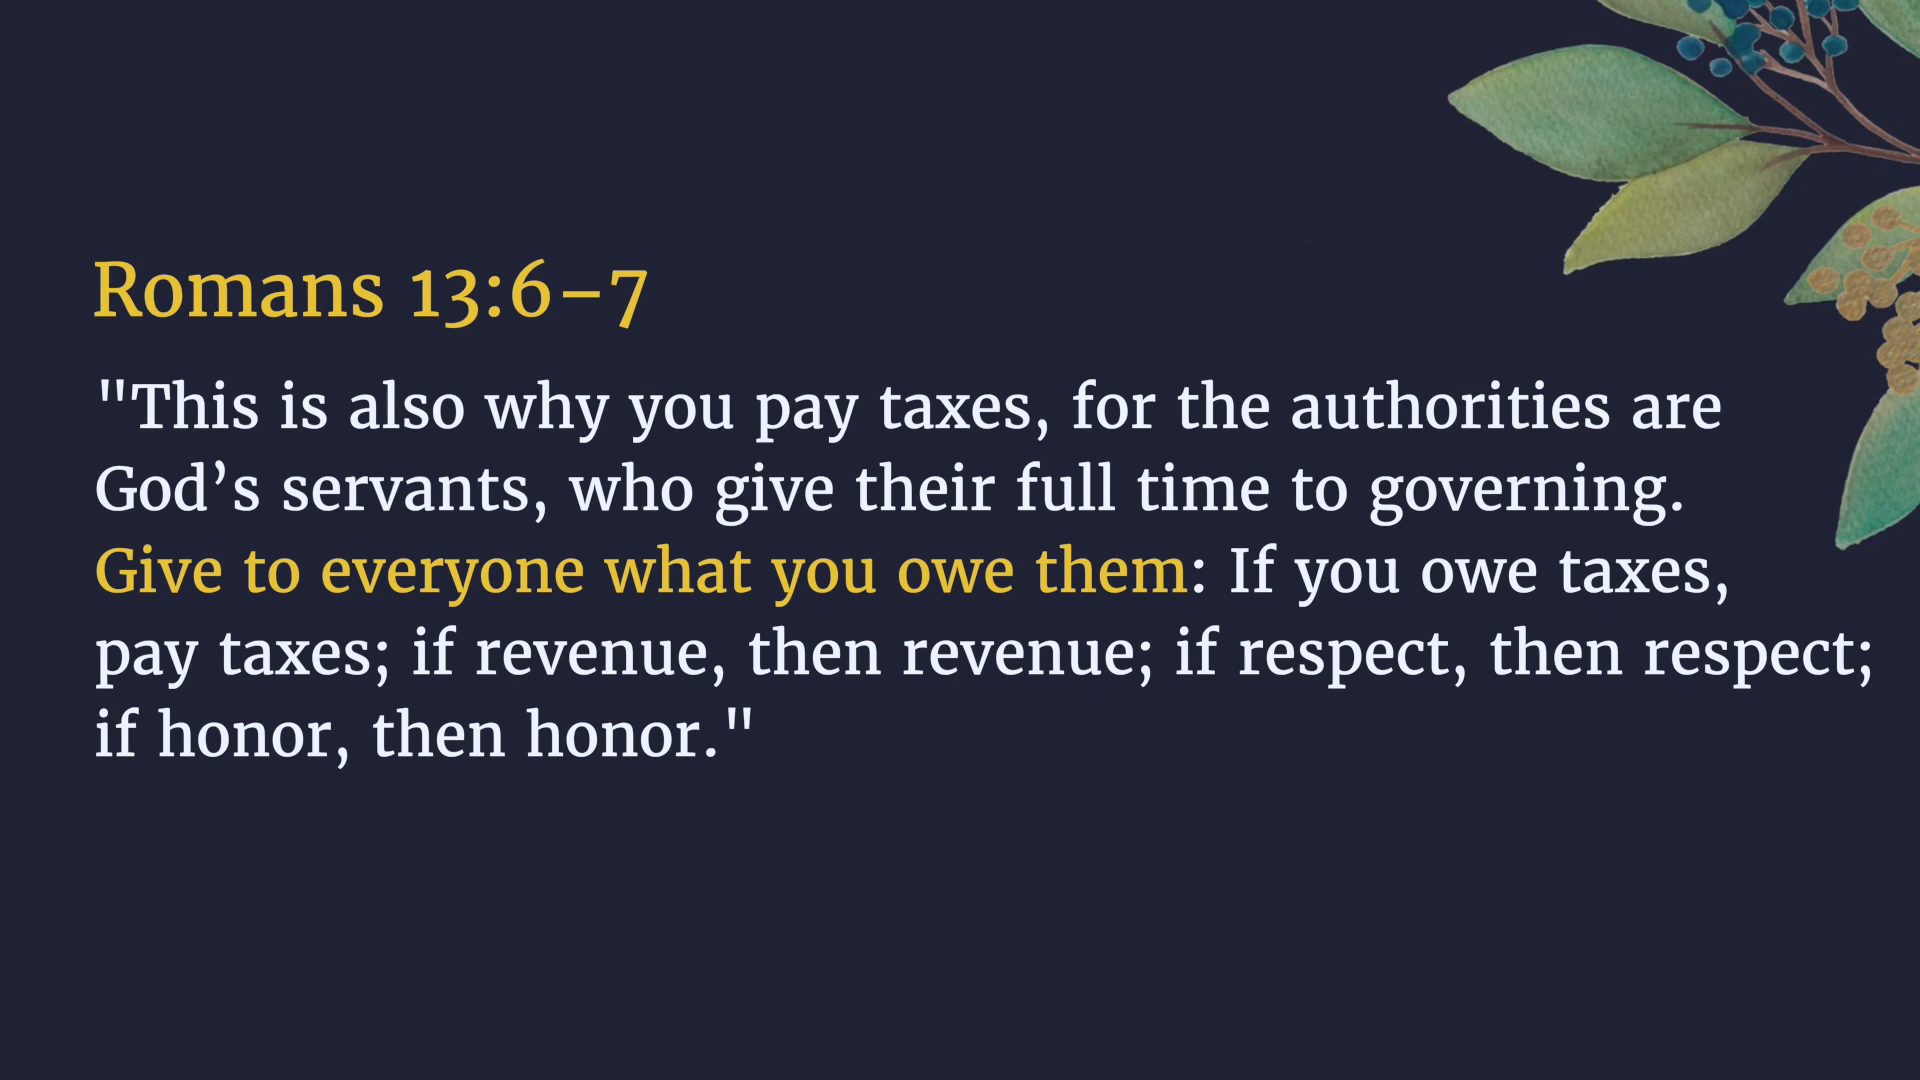 Romans 13:6–7
"This is also why you pay taxes, for the authorities are
God’s servants, who give their full time to governing.
Give to everyone what you owe them: If you owe taxes,
pay taxes; if revenue, then revenue; if respect, then respect;
if honor, then honor."